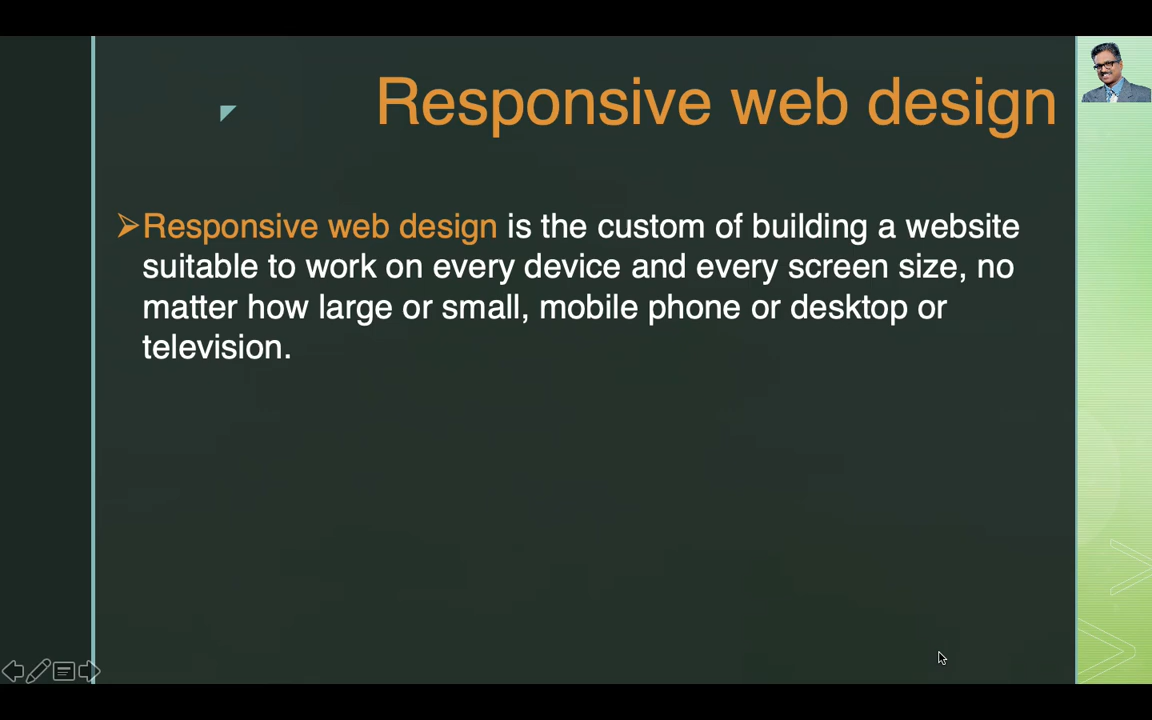 Responsive web design
Responsive web design is the custom of building a website
suitable to work on every device and every screen size, no
matter how large or small, mobile phone or desktop or
television.